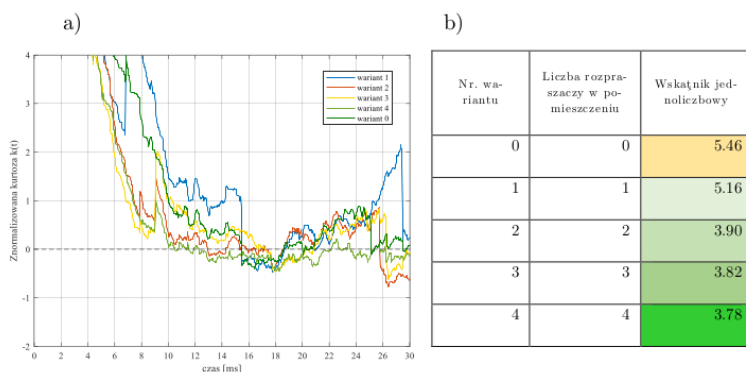 a)
b)
4
3
2
1
0
-1
-2
0 2 4 6 8 10 12 14 16 18 20 22 24 26 28 30
czas [ms]
Znormalizowana kurtoza k(t)
wariant 1
wariant 2
wariant 3
wariant 4
wariant 0
Nr. wa-
riantu
Liczba rozpra-
szaczy w po-
mieszczeniu
Wskaţnik jed-
noliczbowy
0 0 5.46
1 1 5.16
2 2 3.90
3 3 3.82
4 4 3.78